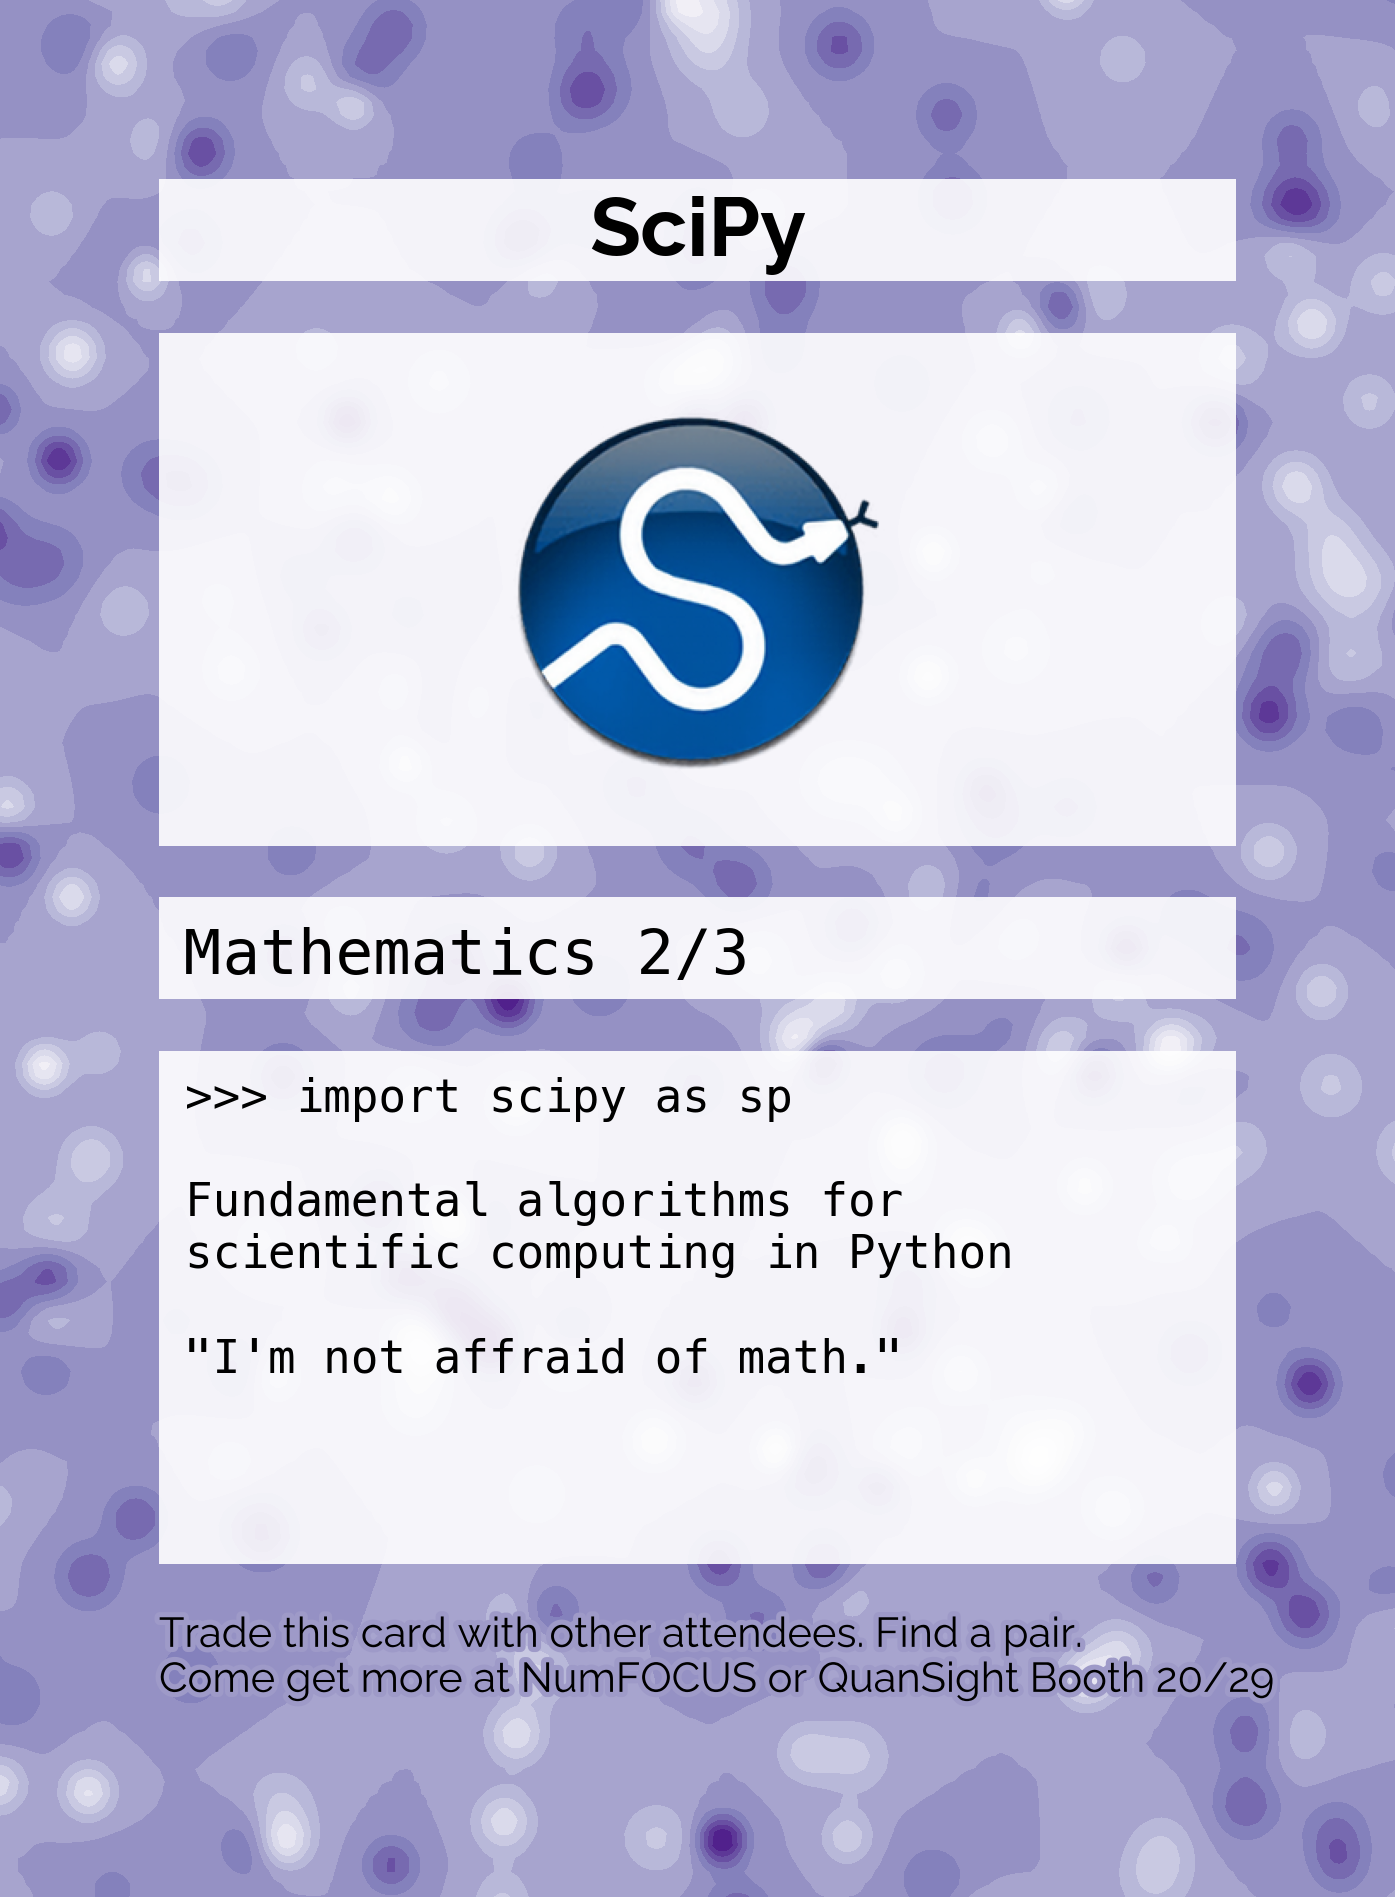 SciPy
Mathematics 2/3
>>> import scipy as sp
Fundamental algorithms for
scientific computing in Python
"I'm not affraid of math."
Trade this card with other attendees. Find a pair.
Come get more at NumFOCUS or QuanSight Booth 20/29